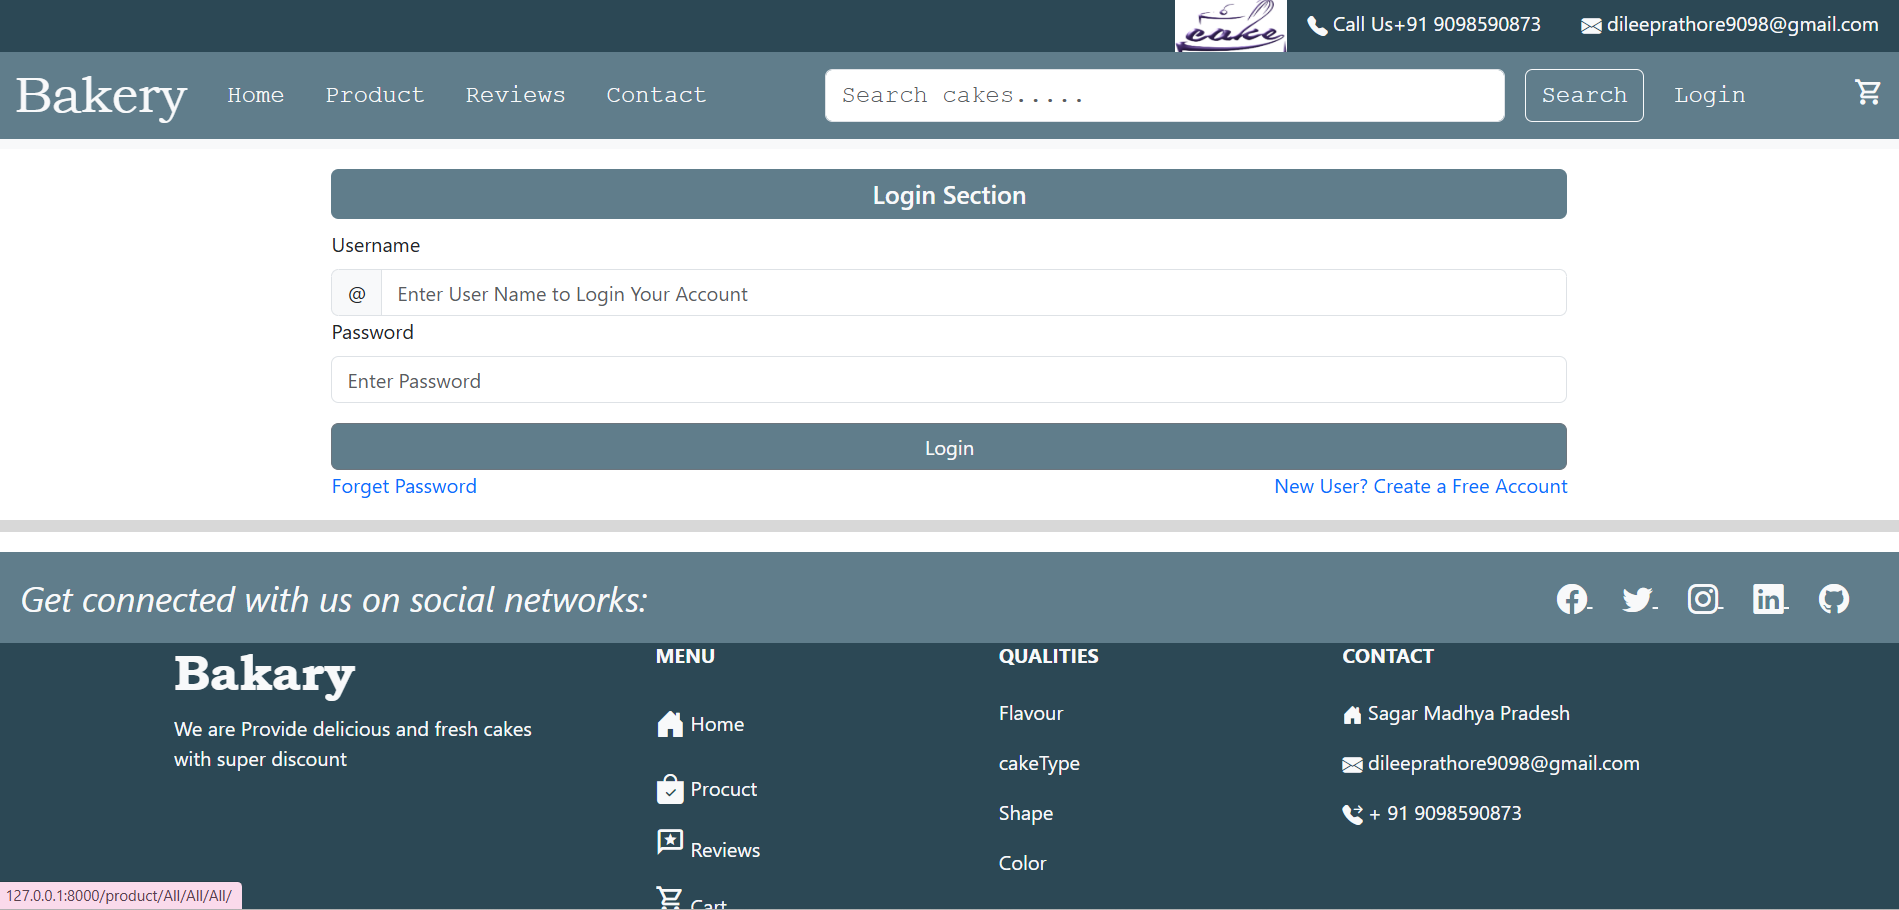 cake
Call Us+91 9098590873
dileeprathore9098@gmail.com
Bakery
Home
Product
Reviews
Contact
Search cakes.....
Search
Login
Login Section
Username
@
Enter User Name to Login Your Account
Password
Enter Password
Login
Forget Password
New User? Create a Free Account
Get connected with us on social networks:
in
Bakary
We are Provide delicious and fresh cakes
with super discount
MENU
Home
Procuct
Reviews
Cart
QUALITIES
Flavour
cakeType
Shape
Color
CONTACT
Sagar Madhya Pradesh
dileeprathore9098@gmail.com
+ 91 9098590873
127.0.0.1:8000/product/All/All/All/